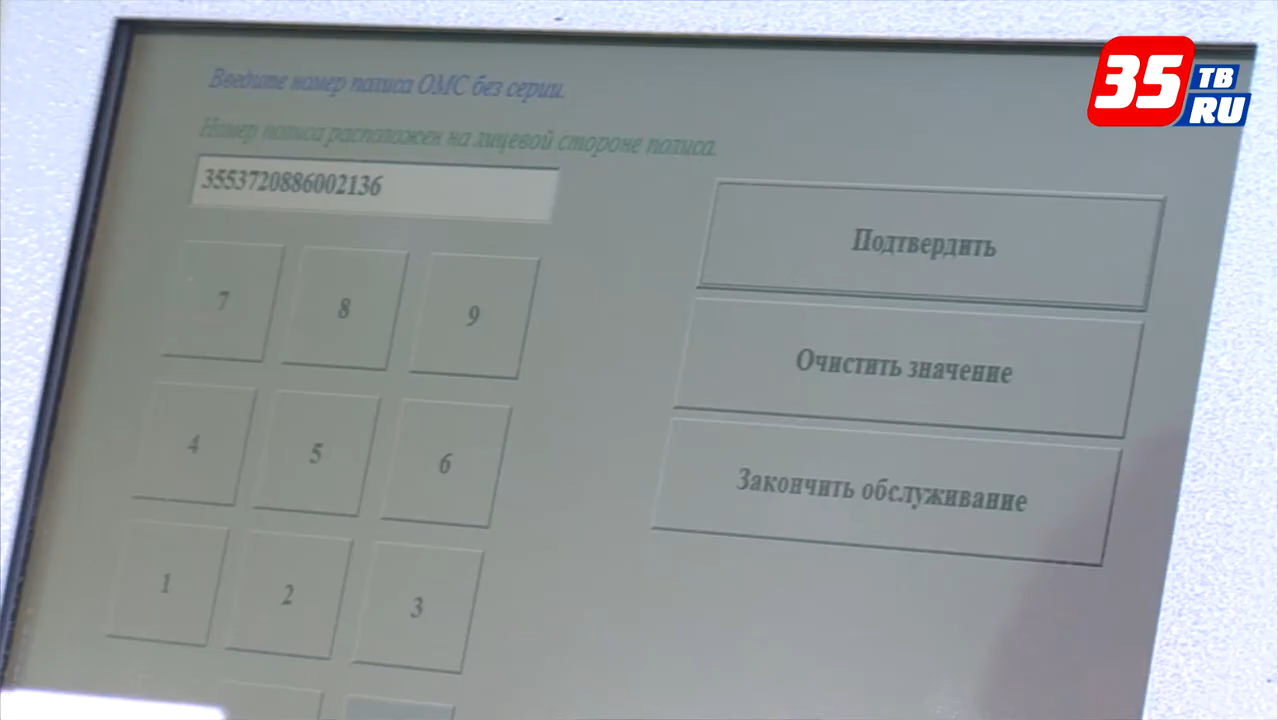 35
ТВ
RU
Введите номер полиса ОМС без серии.
Номер полиса расположен на лицевой стороне полиса.
3553720886002136
Подтвердить
Очистить значение
Закончить обслуживание
7 8 9
4 5 6
1 2 3